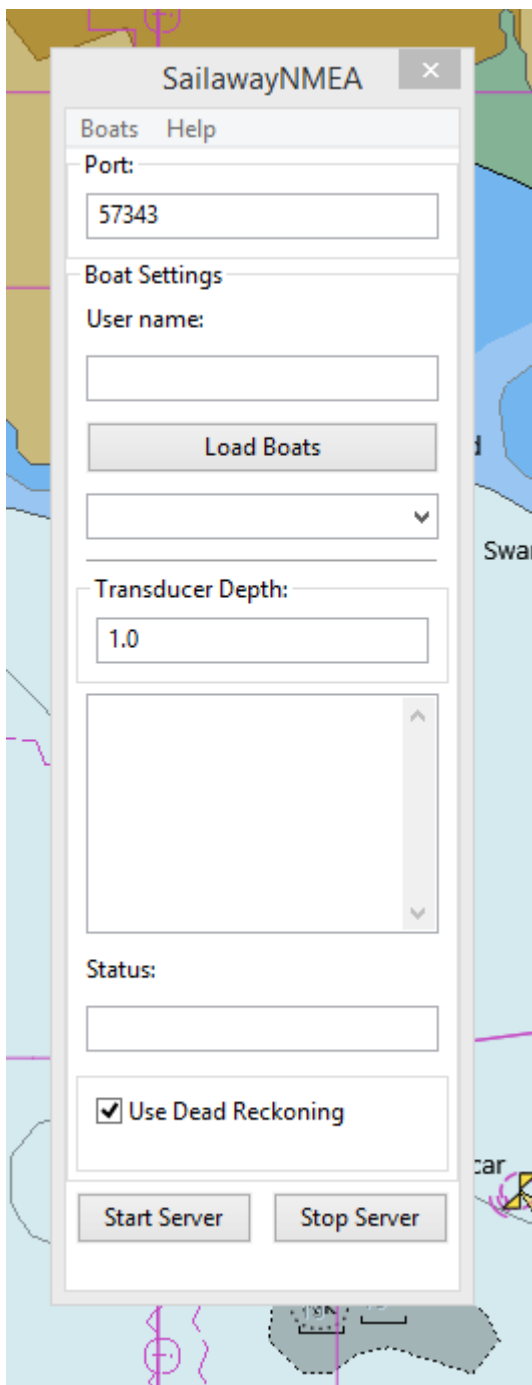 SailawayNMEA
Boats Help
Port:
57343
Boat Settings
User name:
Load Boats
Swa
Transducer Depth:
1.0
Status:
Use Dead Reckoning
car
Start Server Stop Server